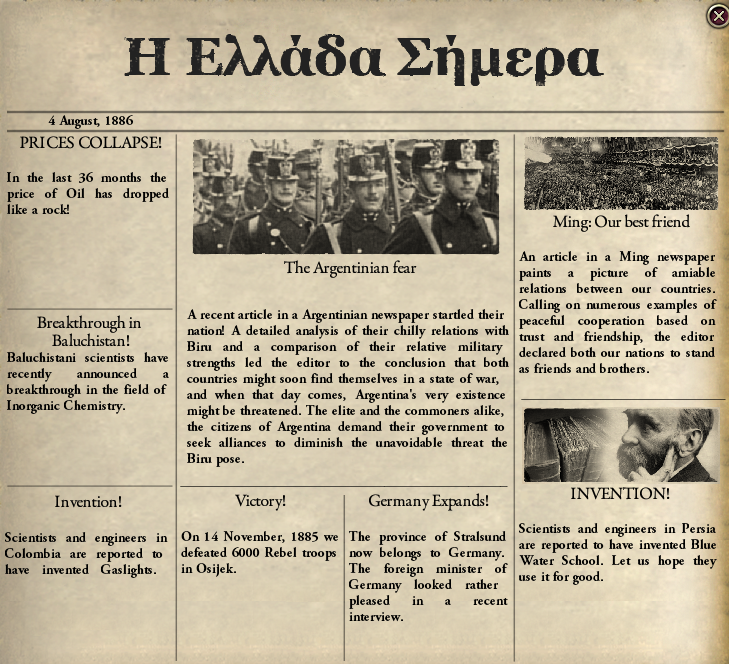 Η Ελλάδα Σήμερα
4 August, 1886
PRICES COLLAPSE!
In the last 36 months the
price of Oil has dropped
like a rock!
Breakthrough in
Baluchistan!
Baluchistani scientists have
recently announced a
breakthrough in the field of
Inorganic Chemistry.
Invention!
Scientists and engineers in
Colombia are reported to
have invented Gaslights.
The Argentinian fear
A recent article in a Argentinian newspaper startled their
nation! A detailed analysis of their chilly relations with
Biru and a comparison of their relative military
strengths led the editor to the conclusion that both
countries might soon find themselves in a state of war,
and when that day comes, Argentina's very existence
might be threatened. The elite and the commoners alike,
the citizens of Argentina demand their government to
seek alliances to diminish the unavoidable threat the
Biru pose.
Victory!
On 14 November, 1885 we
defeated 6000 Rebel troops
in Osijek.
Germany Expands!
The province of Stralsund
now belongs to Germany.
The foreign minister of
Germany looked rather
pleased in a recent
interview.
Ming: Our best friend
An article in a Ming newspaper
paints a picture of amiable
relations between our countries.
Calling on numerous examples of
peaceful cooperation based on
trust and friendship, the editor
declared both our nations to stand
as friends and brothers.
INVENTION!
Scientists and engineers in Persia
are reported to have invented Blue
Water School. Let us hope they
use it for good.